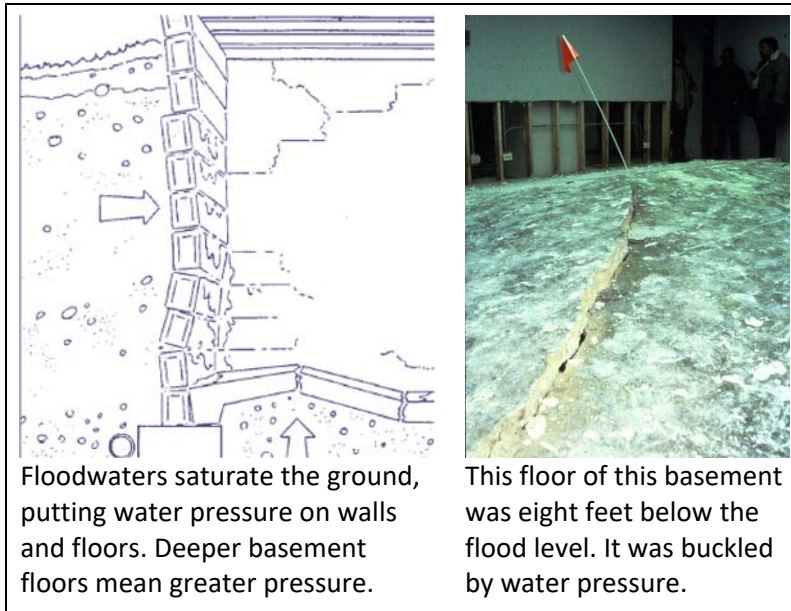 Floodwaters saturate the ground,
putting water pressure on walls
and floors. Deeper basement
floors mean greater pressure.
This floor of this basement
was eight feet below the
flood level. It was buckled
by water pressure.